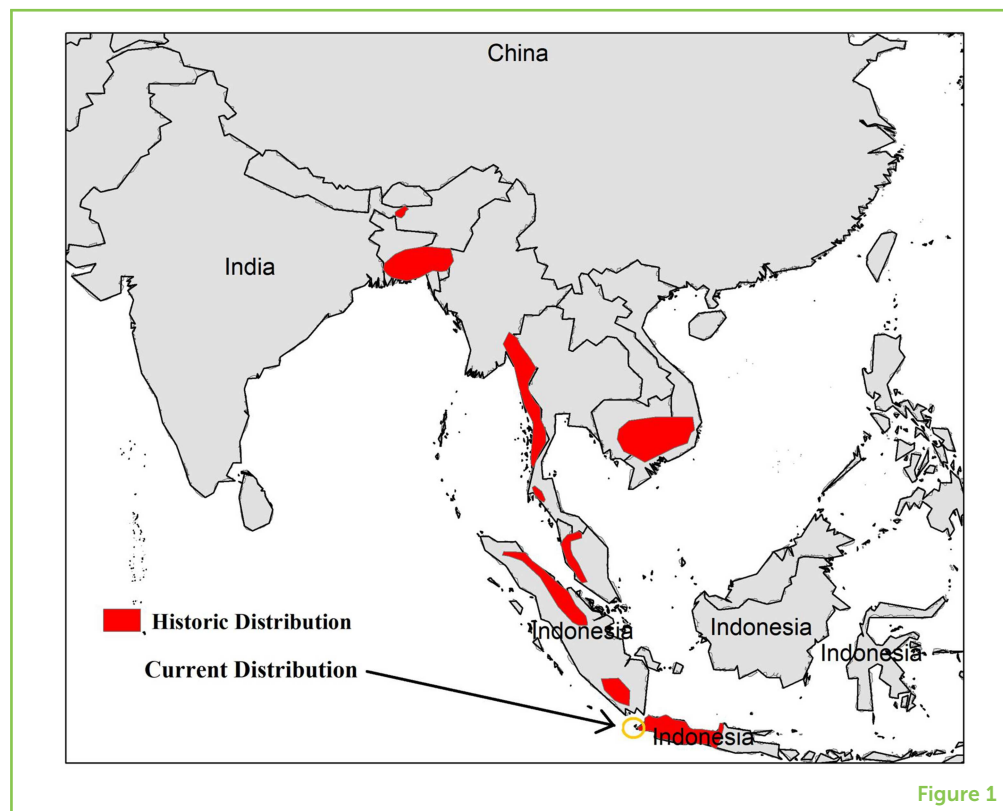 China
India
Historic Distribution
Indonesia
Indonesia
Indonesia
Current Distribution
Indonesia
Figure 1